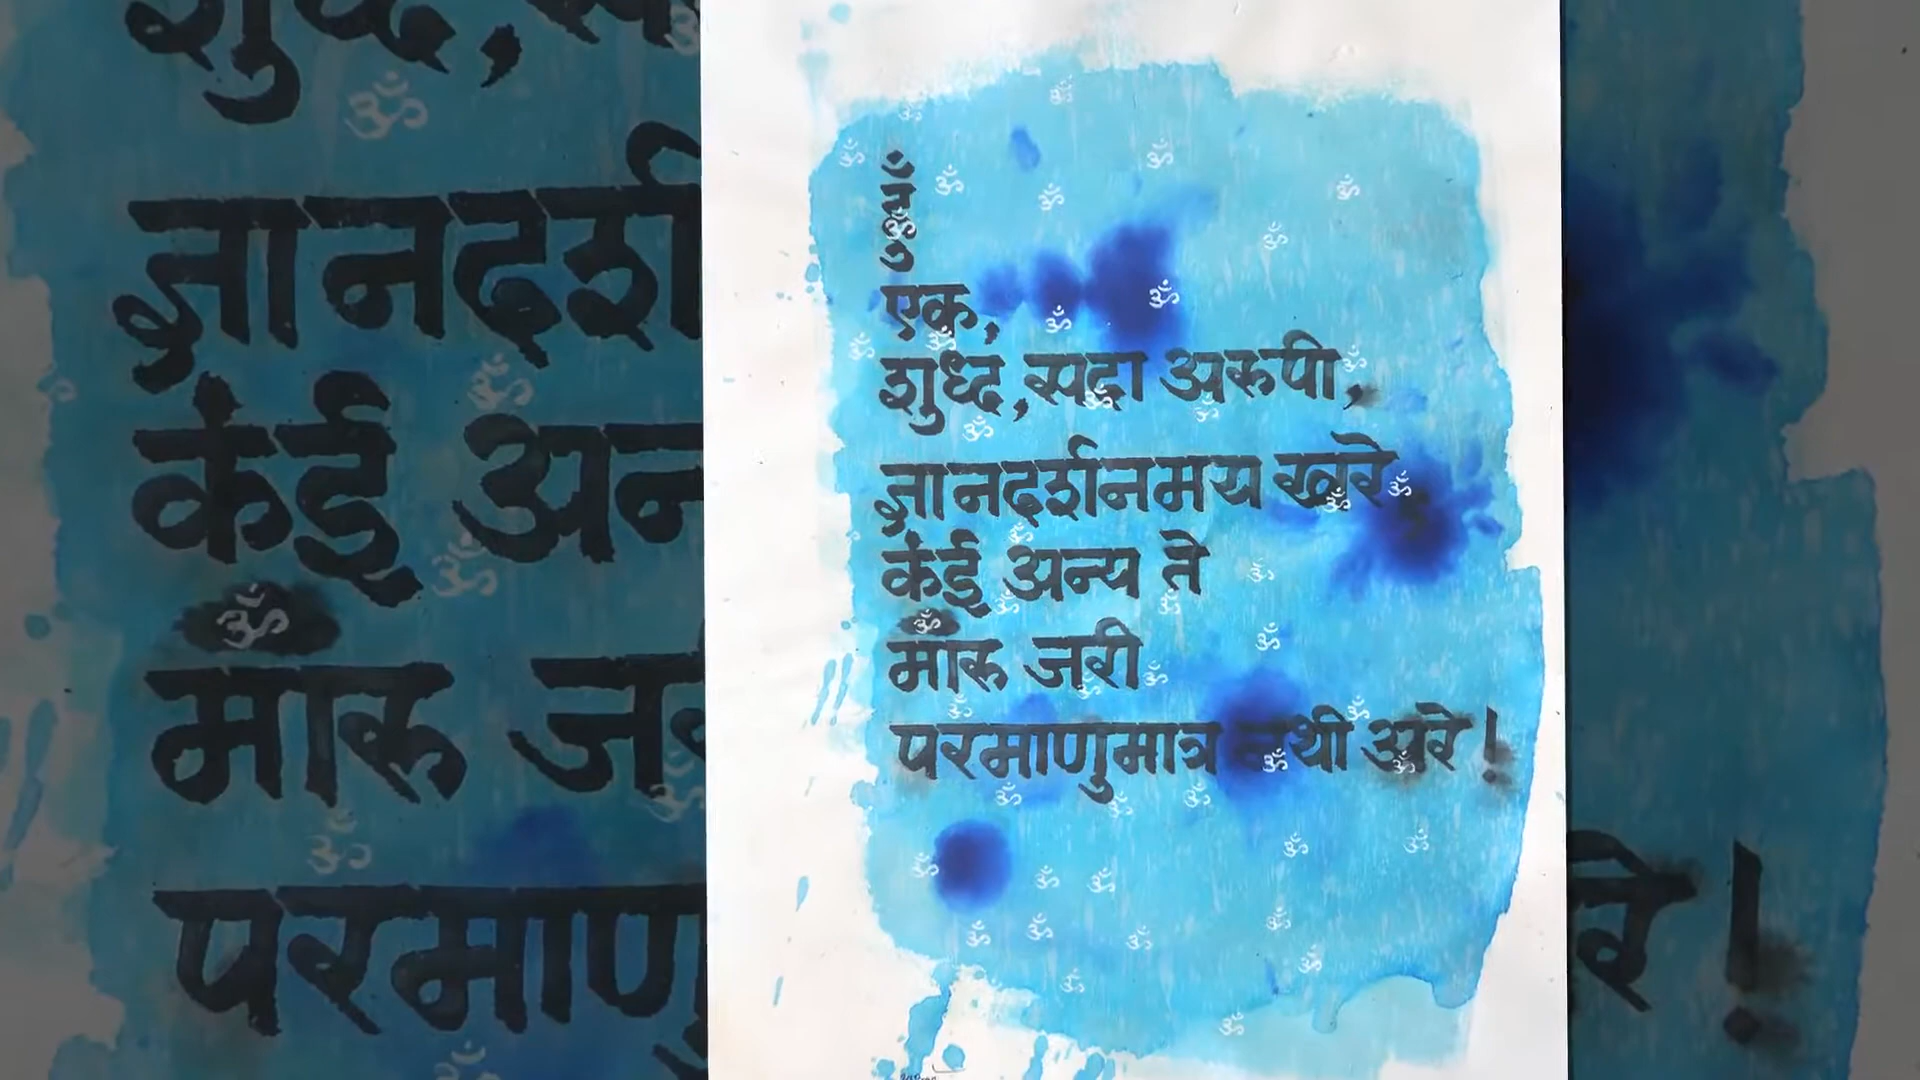 एक,
शुध्द, सदा अरूपी,
ज्ञानदर्शनमय खरे
कंई अन्य ते
मांरू जरी
परमाणुमात्र नथी अरे!